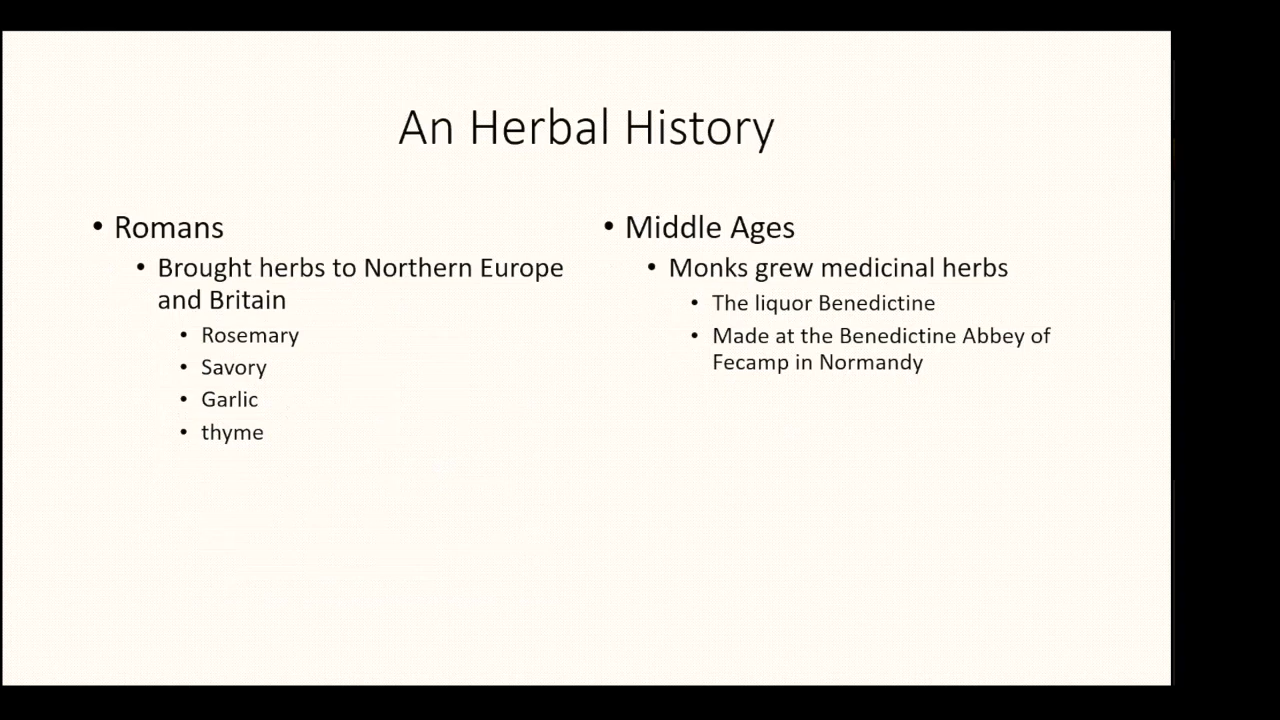 An Herbal History
• Romans
• Brought herbs to Northern Europe
and Britain
• Rosemary
• Savory
• Garlic
• thyme
• Middle Ages
• Monks grew medicinal herbs
• The liquor Benedictine
• Made at the Benedictine Abbey of
Fecamp in Normandy